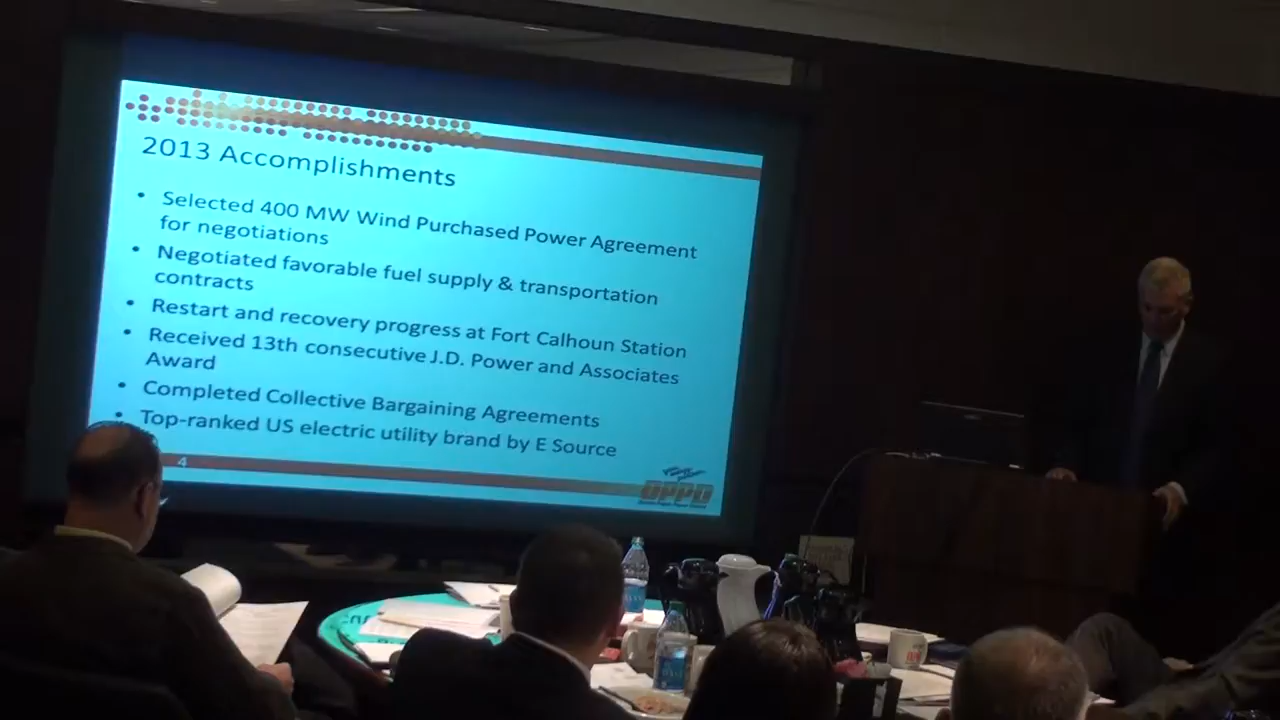 2013 Accomplishments
• Selected 400 MW Wind Purchased Power Agreement
for negotiations
• Negotiated favorable fuel supply & transportation
contracts
• Restart and recovery progress at Fort Calhoun Station
• Received 13th consecutive J.D. Power and Associates
Award
• Completed Collective Bargaining Agreements
• Top-ranked US electric utility brand by E Source
4
OPPD